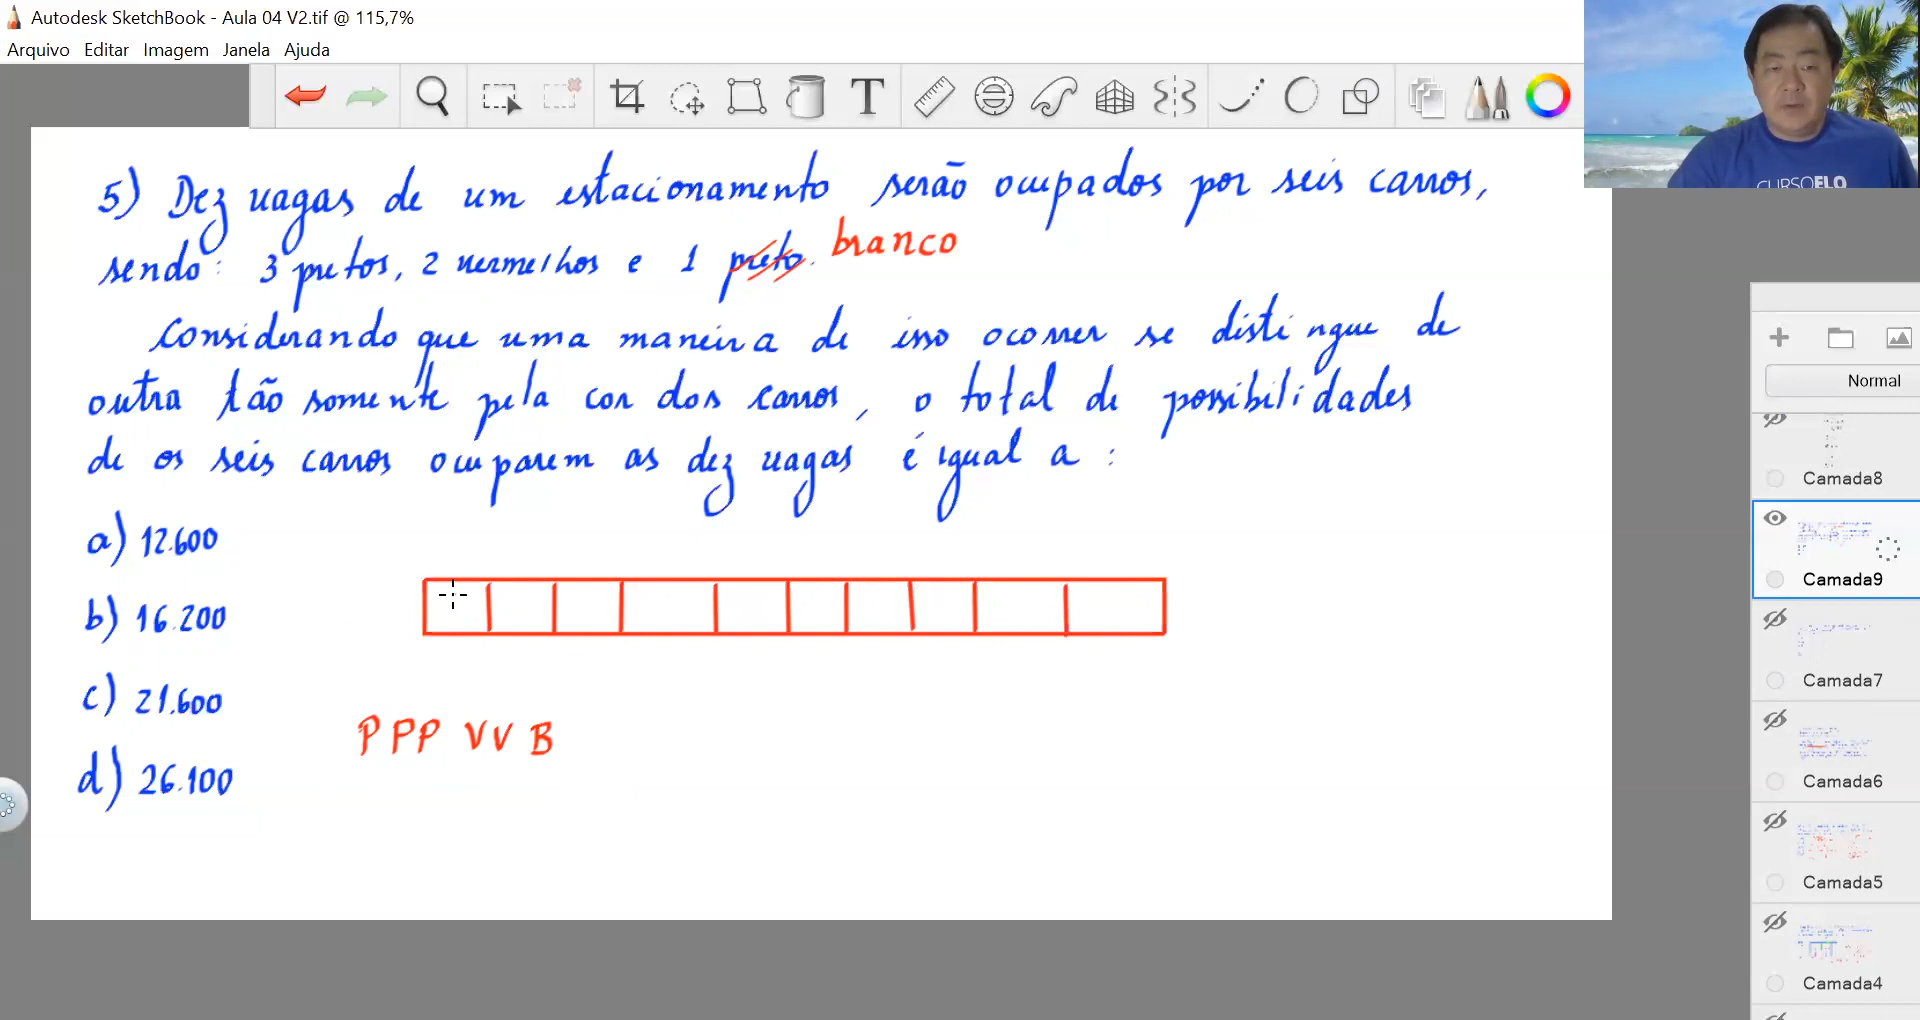 Autodesk SketchBook - Aula 04 V2.tif @ 115,7%
Arquivo Editar Imagem Janela Ajuda
T
CURSOELO
5) Dez vagas de um estacionamento serão ocupados por seis carros,
sendo: 3 pretos, 2 vermelhos e 1 preto. branco
Considerando que uma maneira de isso ocorrer se distingue de
outra tão somente pela cor dos carros, o total de possibilidades
de os seis carros ocuparem as dez vagas é igual a :
a) 12.600
b) 16.200
c) 21.600
d) 26.100
P P P V V B
Normal
Camada8
Camada9
Camada7
Camada6
Camada5
Camada4